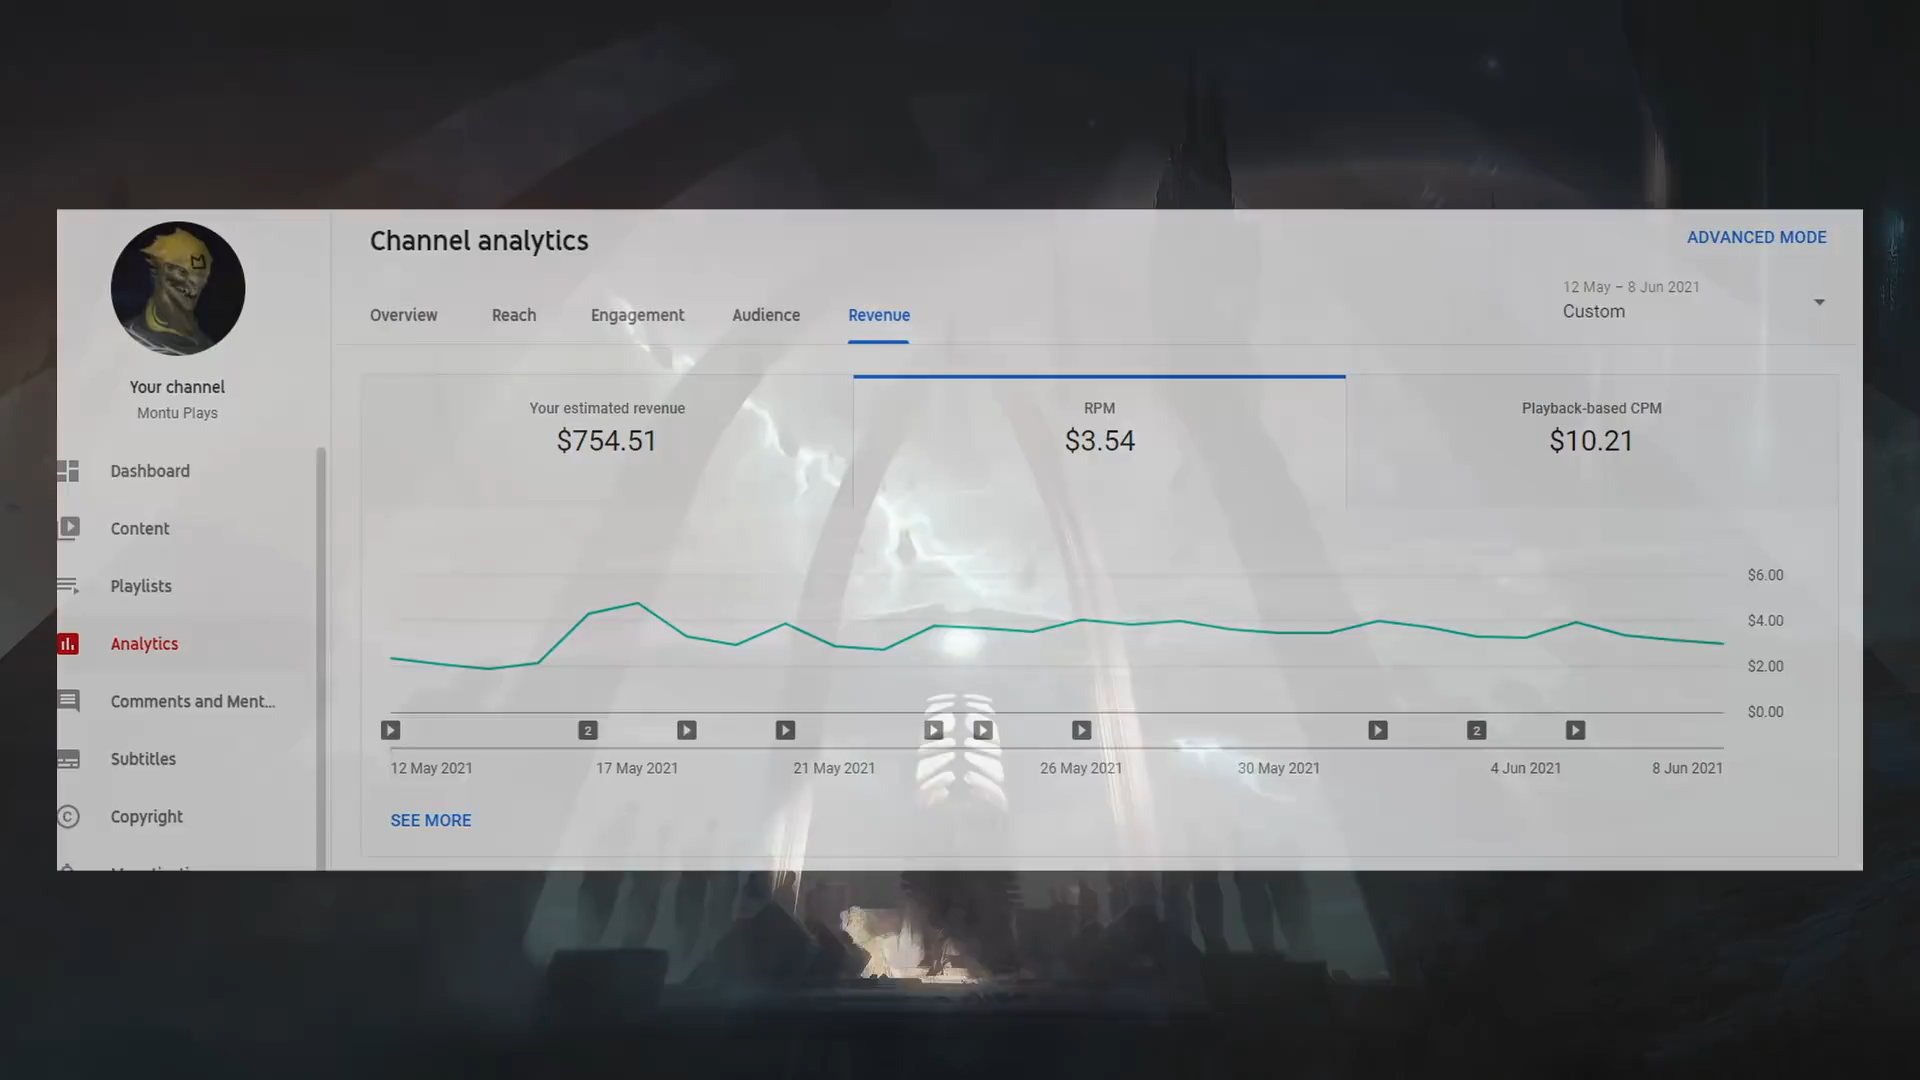 Channel analytics
ADVANCED MODE
12 May – 8 Jun 2021
Custom
Overview
Reach
Engagement
Audience
Revenue
Your channel
Montu Plays
Dashboard
Content
Playlists
Analytics
Comments and Ment...
Subtitles
Copyright
Your estimated revenue
$754.51
RPM
$3.54
Playback-based CPM
$10.21
$6.00
$4.00
$2.00
$0.00
2
2
12 May 2021
17 May 2021
21 May 2021
26 May 2021
30 May 2021
4 Jun 2021
8 Jun 2021
SEE MORE